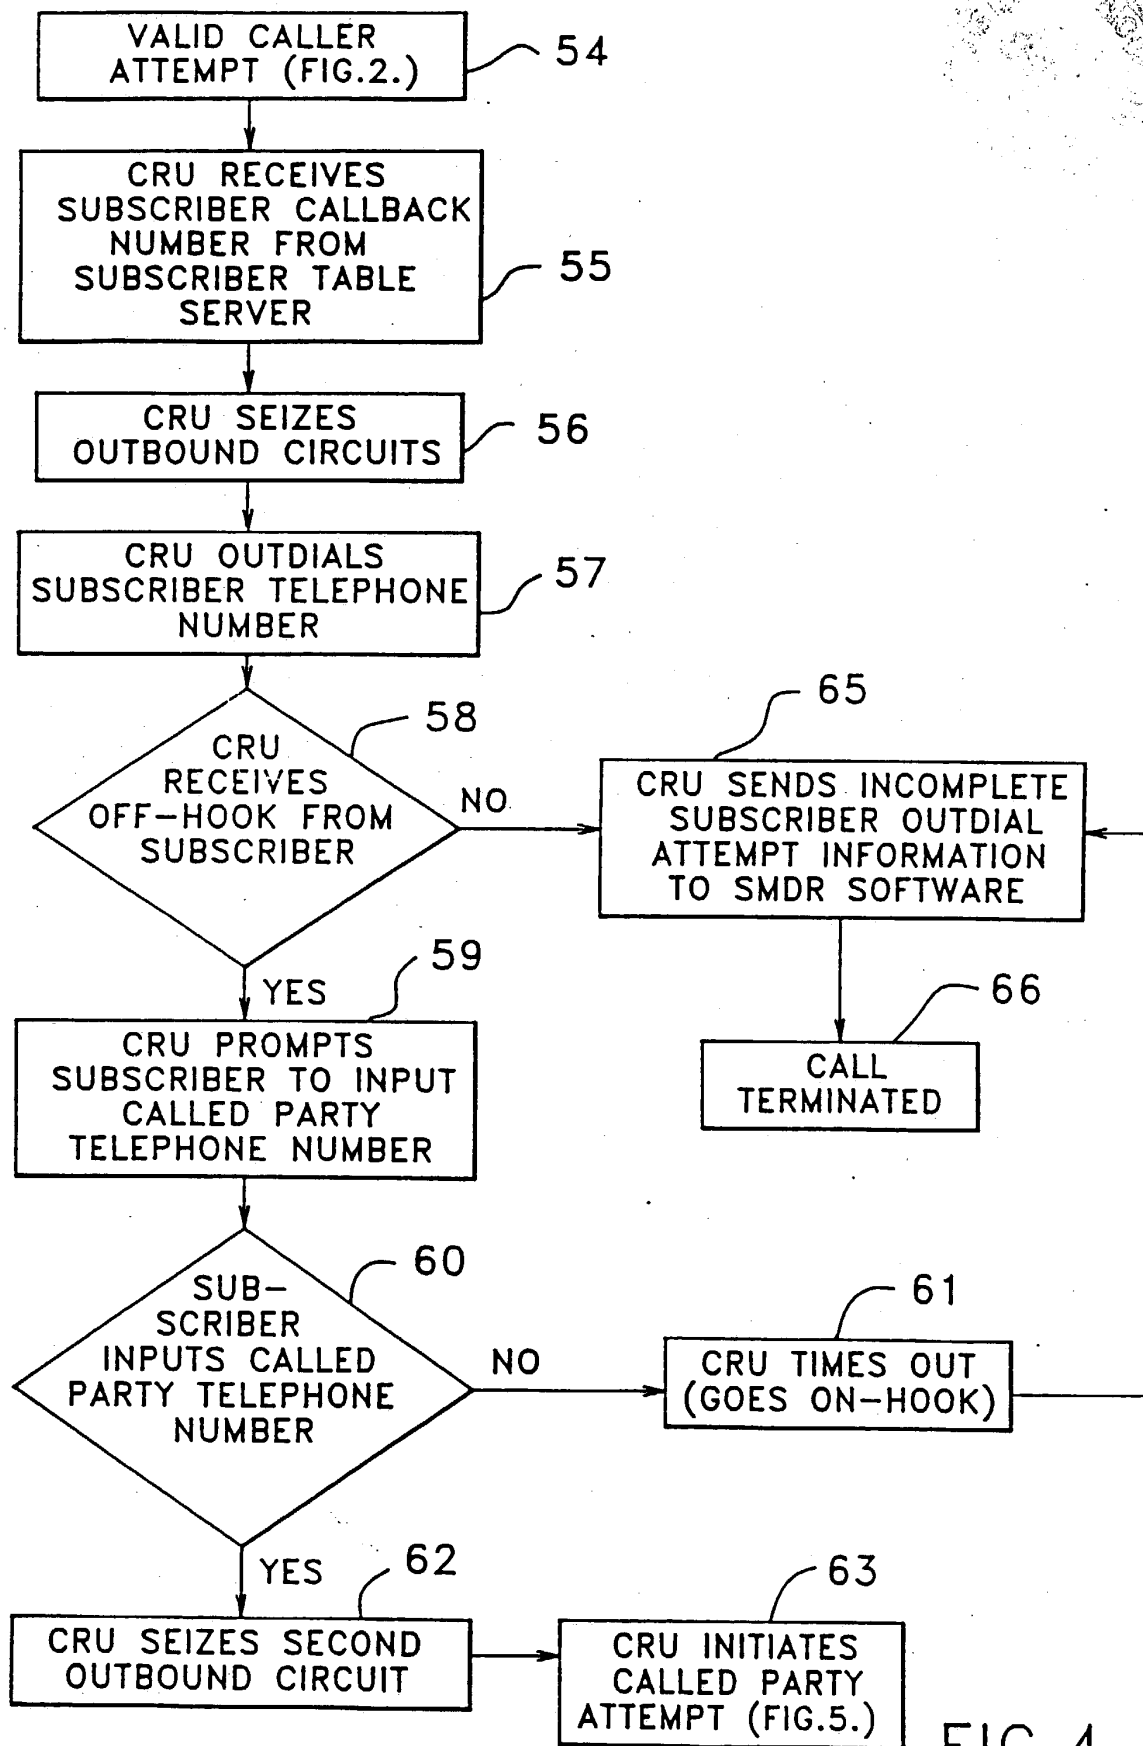 VALID CALLER
ATTEMPT (FIG.2.)
54
CRU RECEIVES
SUBSCRIBER CALLBACK
NUMBER FROM
SUBSCRIBER TABLE
SERVER
55
CRU SEIZES
OUTBOUND CIRCUITS
56
CRU OUTDIALS
SUBSCRIBER TELEPHONE
NUMBER
57
CRU
RECEIVES
OFF-HOOK FROM
SUBSCRIBER
58
NO
CRU SENDS INCOMPLETE
SUBSCRIBER OUTDIAL
ATTEMPT INFORMATION
TO SMDR SOFTWARE
65
YES
CALL
TERMINATED
66
CRU PROMPTS
SUBSCRIBER TO INPUT
CALLED PARTY
TELEPHONE NUMBER
59
SUB-
SCRIBER
INPUTS CALLED
PARTY TELEPHONE
NUMBER
60
NO
CRU TIMES OUT
(GOES ON-HOOK)
61
YES
CRU SEIZES SECOND
OUTBOUND CIRCUIT
62
CRU INITIATES
CALLED PARTY
ATTEMPT (FIG.5.)
63
FIG. 4